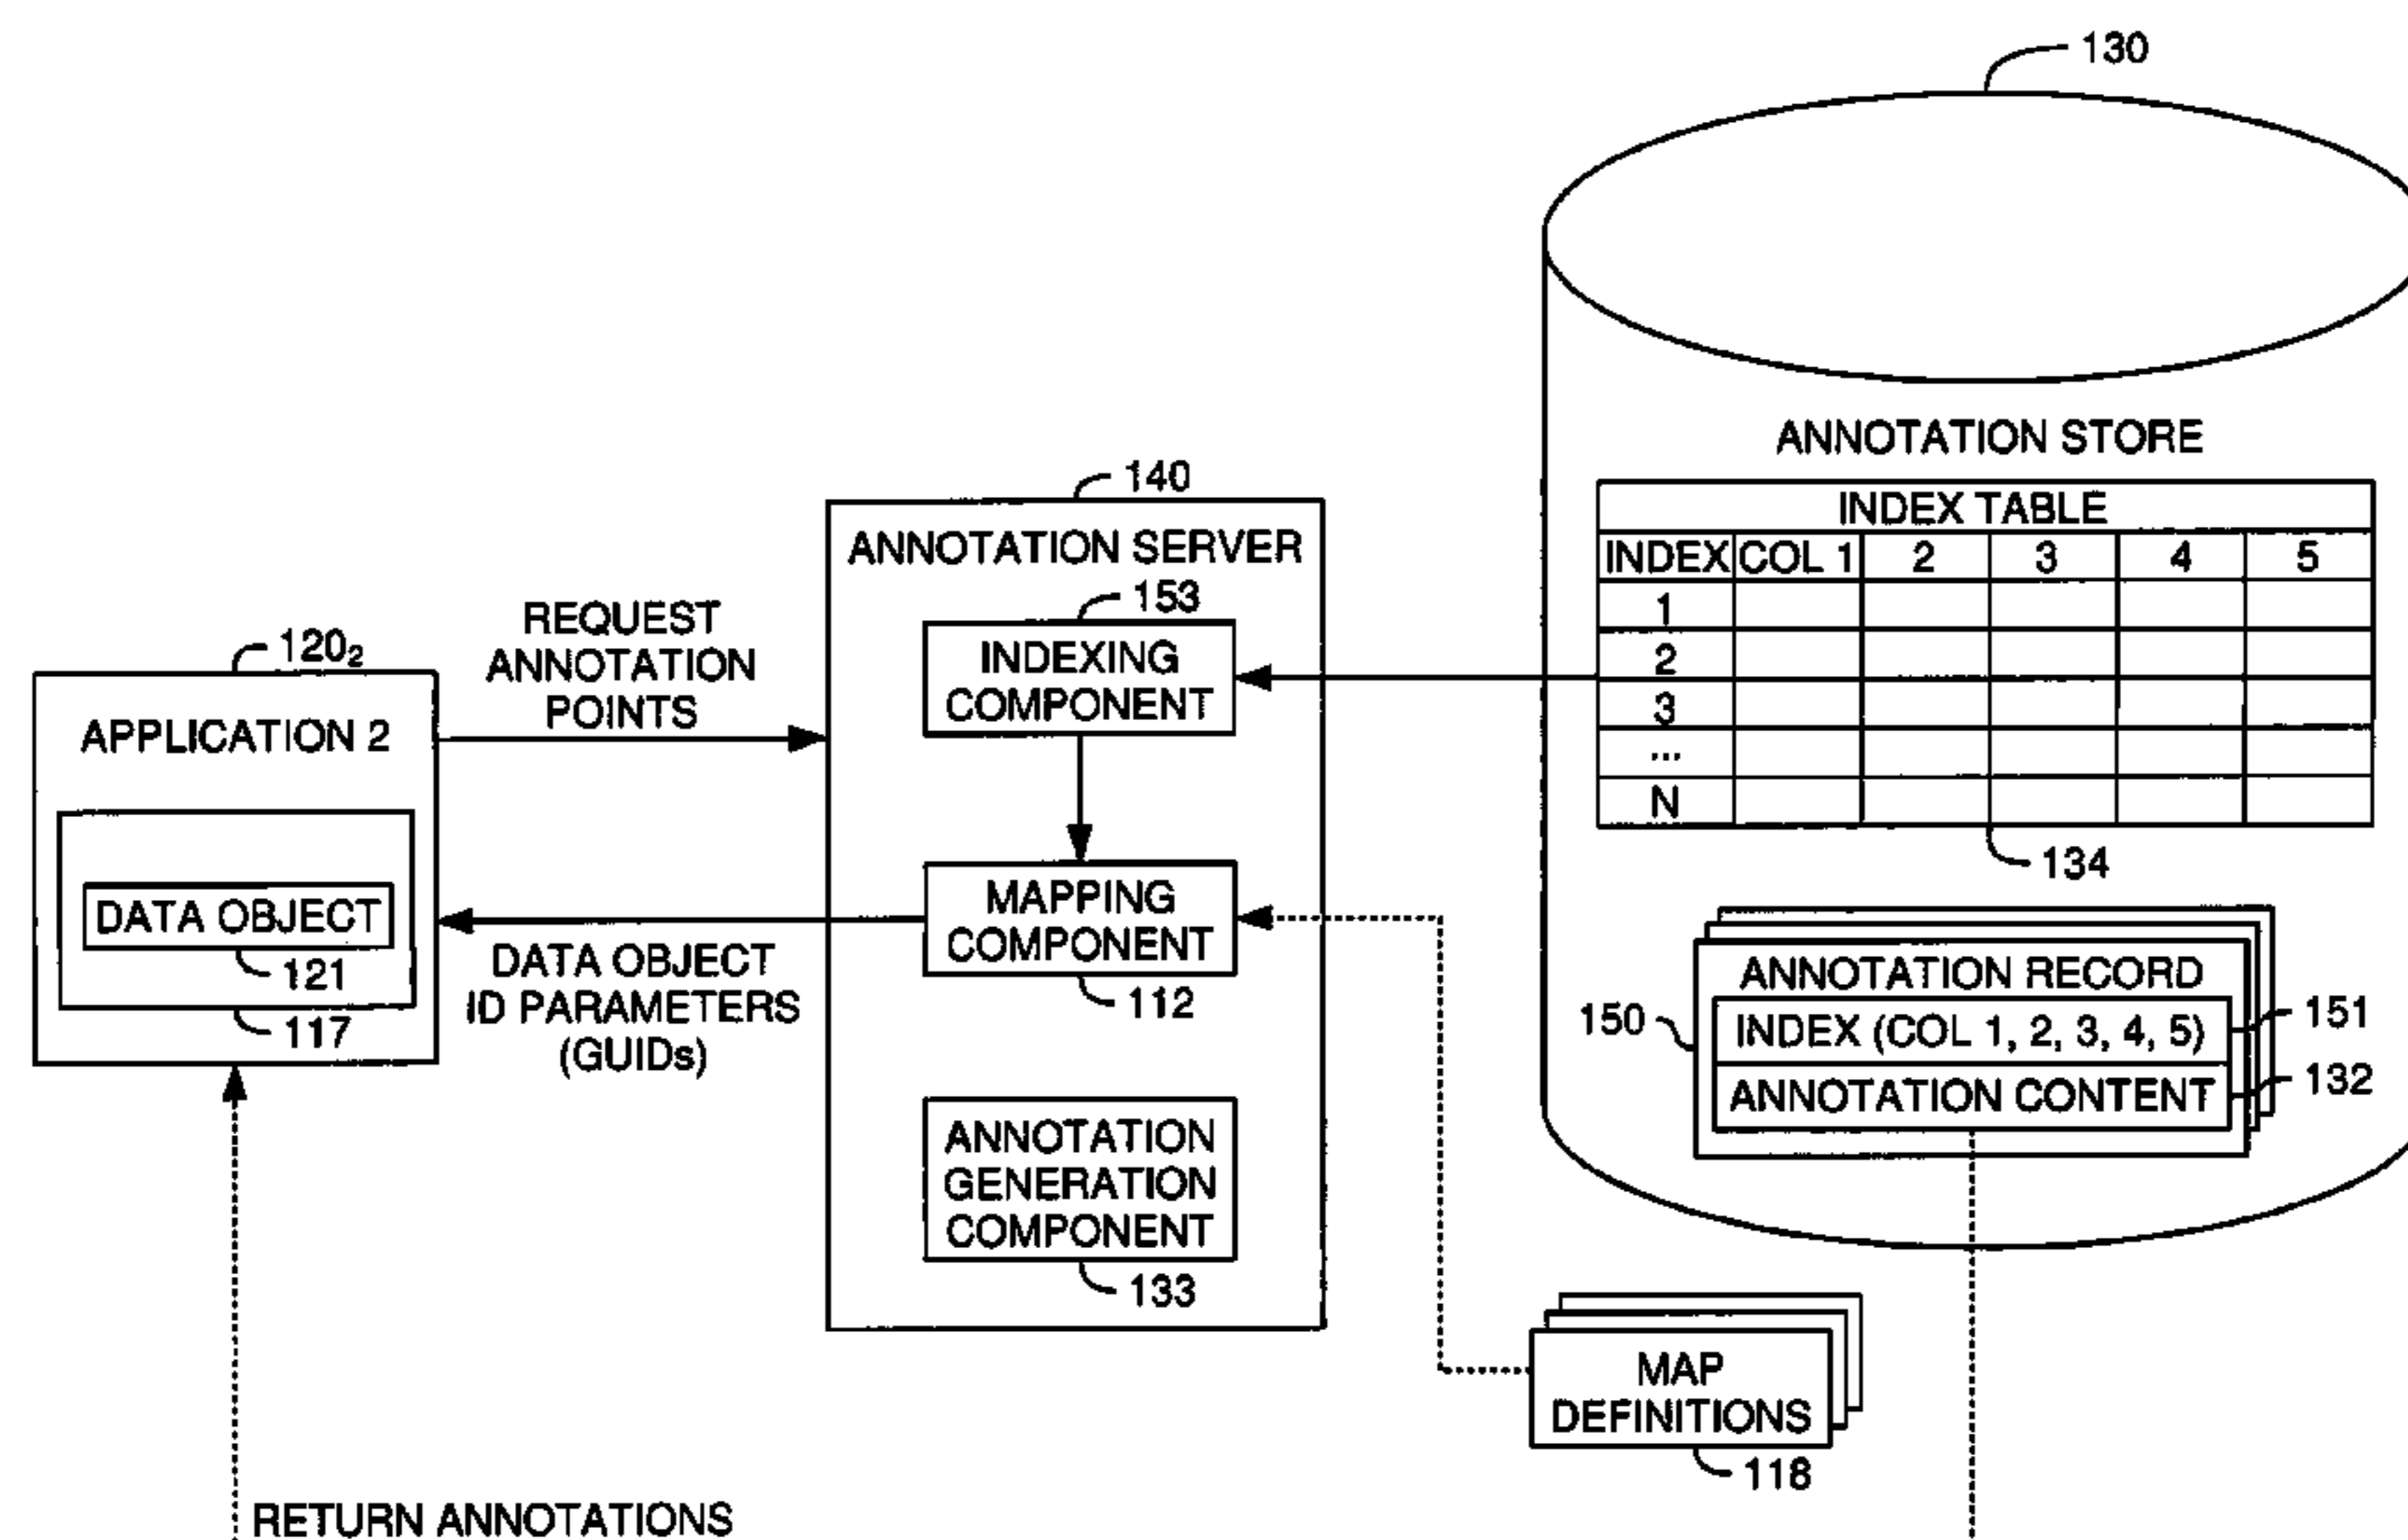 130
ANNOTATION STORE
INDEX TABLE
INDEX COL 1 2 3 4 5
1
2
3
...
N
134
140
ANNOTATION SERVER
153
INDEXING
COMPONENT
REQUEST
ANNOTATION
POINTS
120₂
APPLICATION 2
DATA OBJECT
121
117
MAPPING
COMPONENT
112
DATA OBJECT
ID PARAMETERS
(GUIDs)
ANNOTATION
GENERATION
COMPONENT
133
150
ANNOTATION RECORD
INDEX (COL 1, 2, 3, 4, 5)
151
ANNOTATION CONTENT
132
MAP
DEFINITIONS
118
RETURN ANNOTATIONS